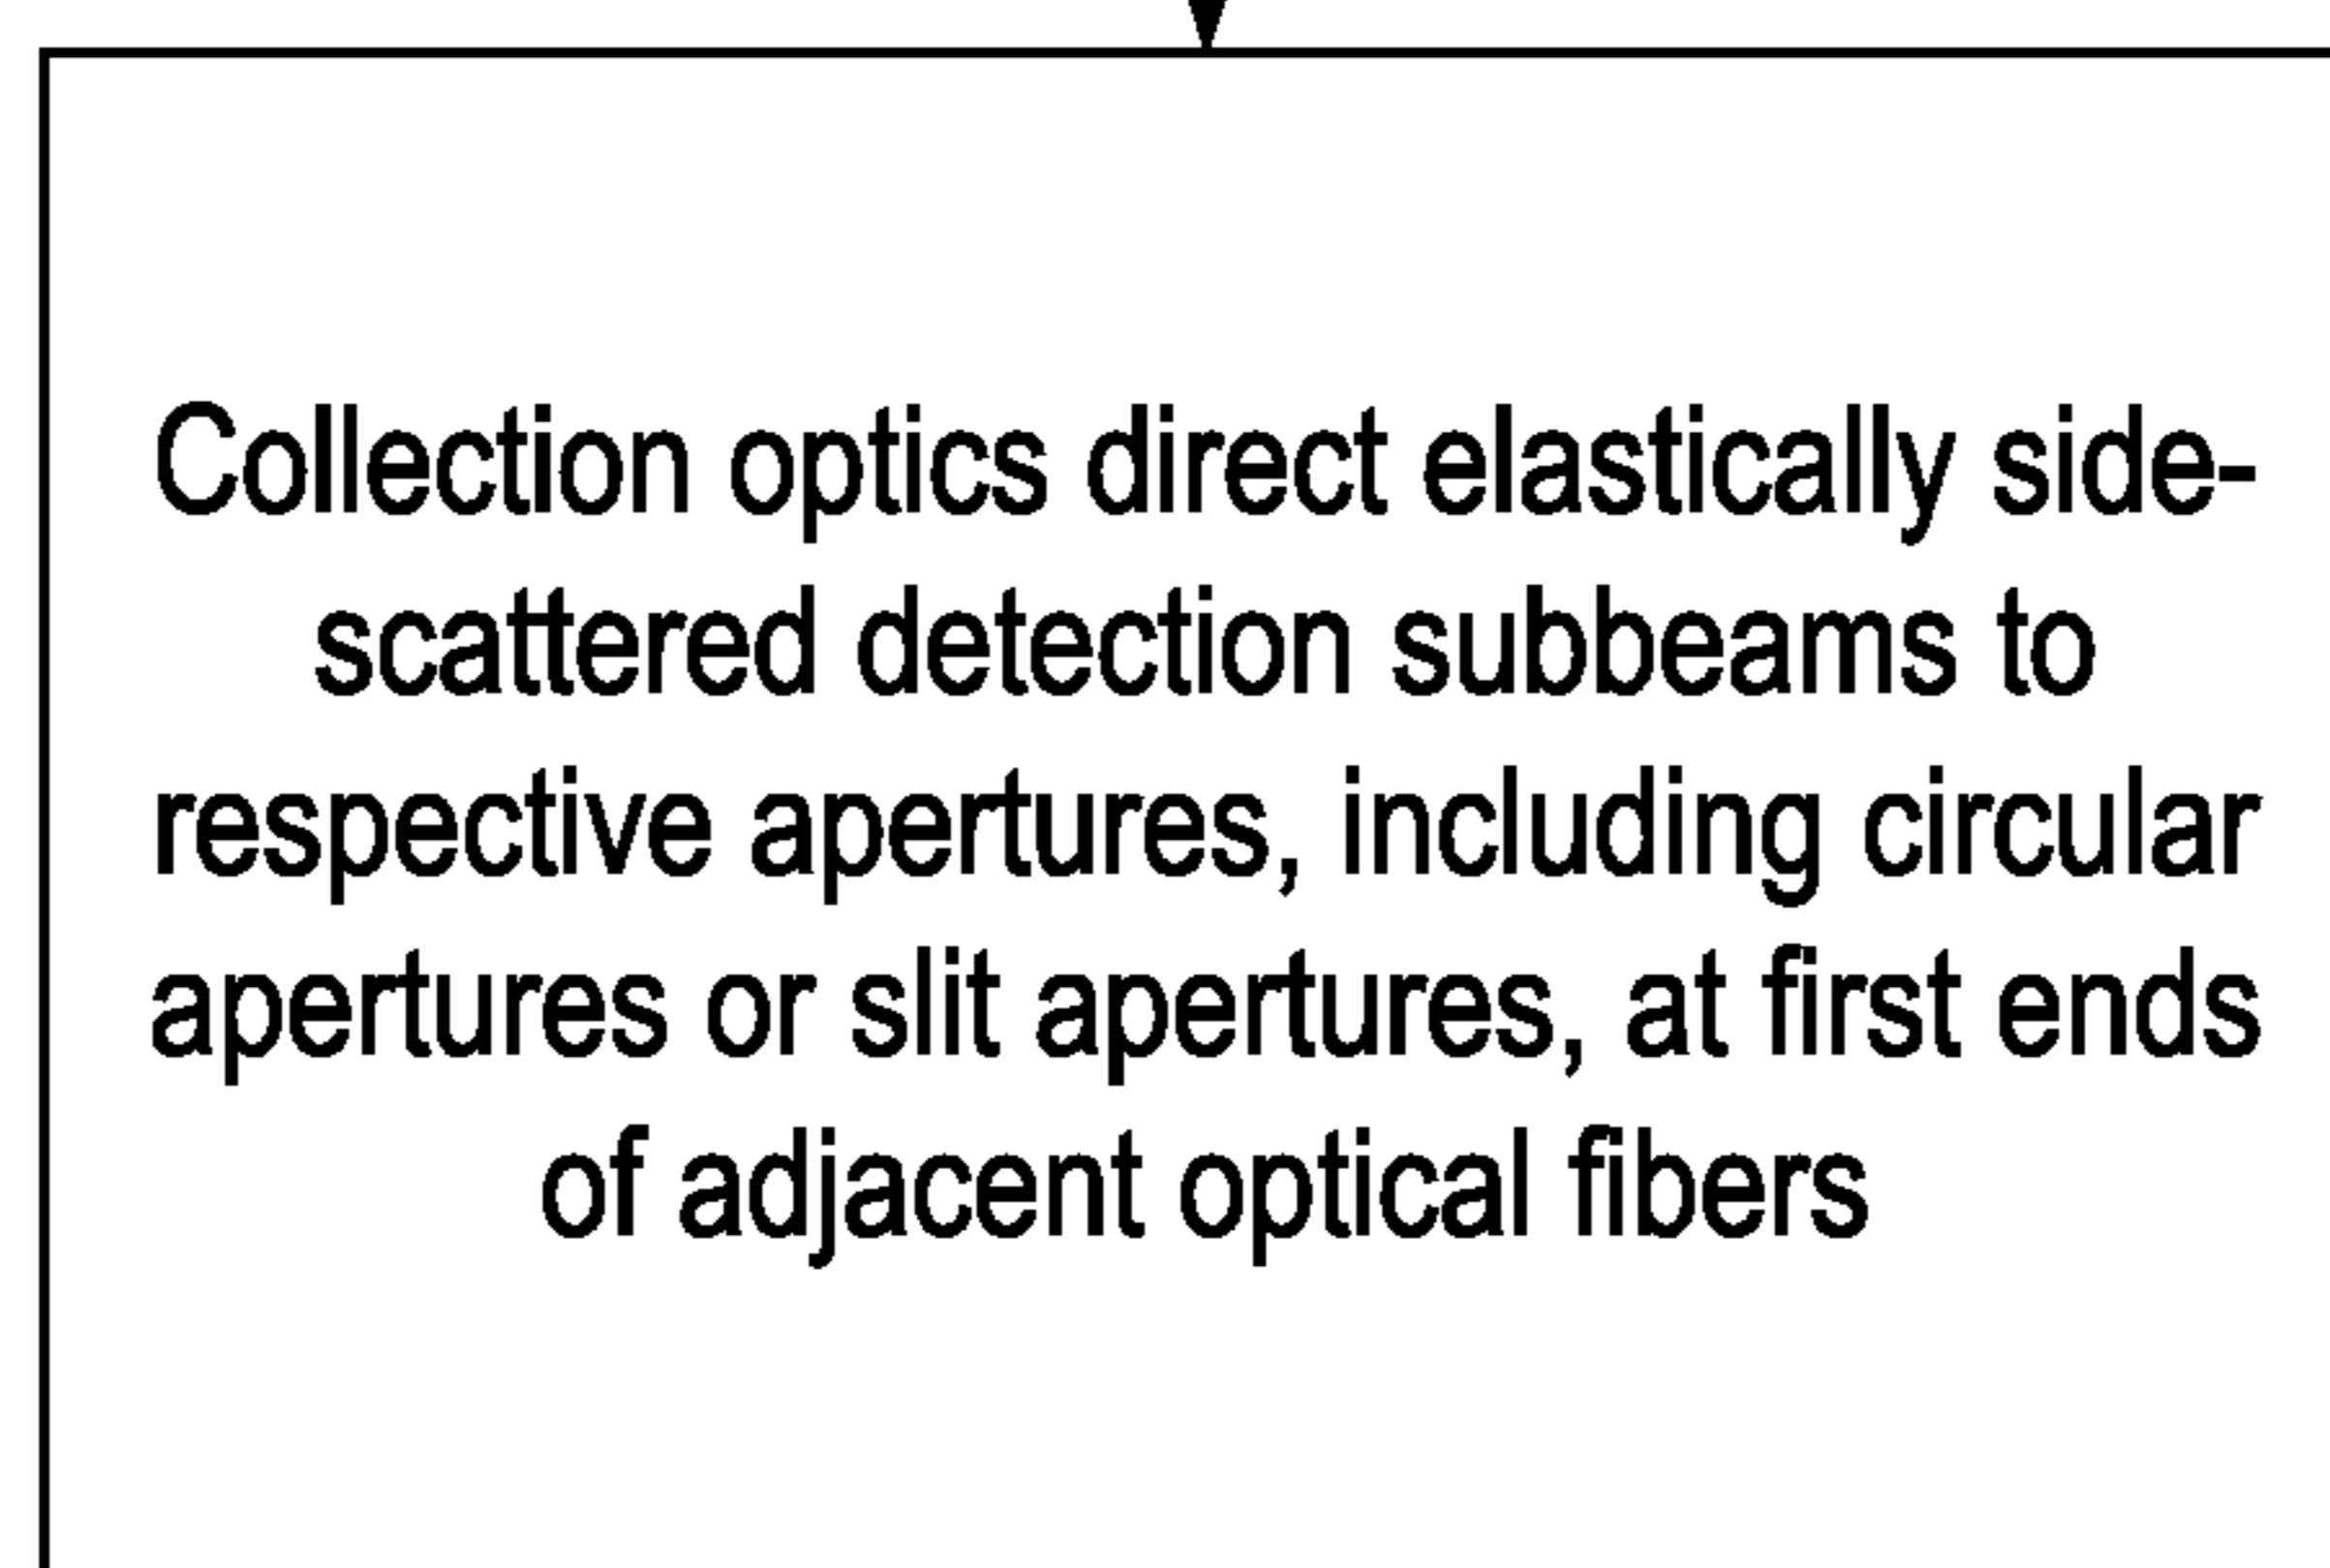 Collection optics direct elastically side-
scattered detection subbeams to
respective apertures, including circular
apertures or slit apertures, at first ends
of adjacent optical fibers